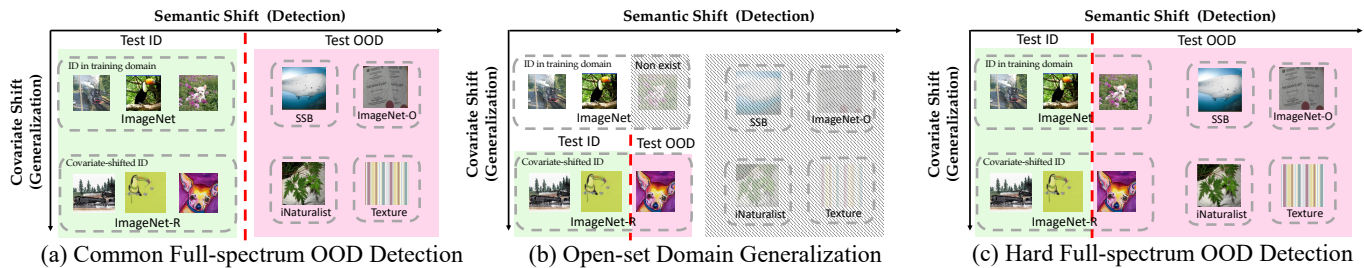 Semantic Shift (Detection)
Covariate Shift
(Generalization)
Test ID
Test OOD
ID in training domain
ImageNet
SSB
ImageNet-O
Covariate-shifted ID
ImageNet-R
iNaturalist
Texture
(a) Common Full-spectrum OOD Detection
Semantic Shift (Detection)
Covariate Shift
(Generalization)
ID in training domain
Non exist
ImageNet
SSB
ImageNet-O
Test ID
Test OOD
Covariate-shifted ID
ImageNet-R
iNaturalist
Texture
(b) Open-set Domain Generalization
Semantic Shift (Detection)
Covariate Shift
(Generalization)
Test ID
Test OOD
ID in training domain
ImageNet
SSB
ImageNet-O
Covariate-shifted ID
ImageNet-R
iNaturalist
Texture
(c) Hard Full-spectrum OOD Detection